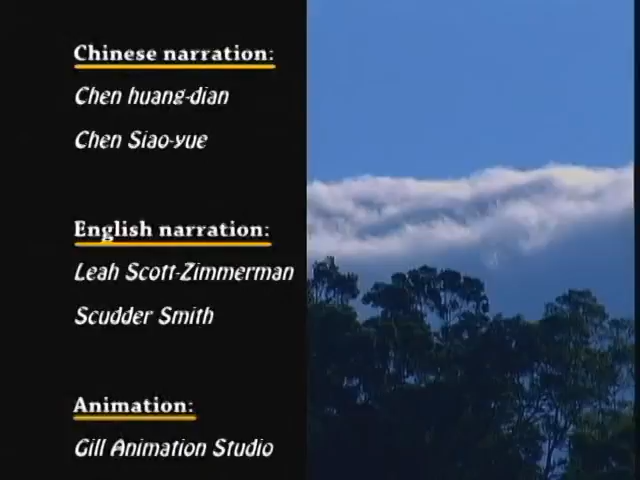 Chinese narration:
Chen huang-dian
Chen Siao-yue
English narration:
Leah Scott-Zimmerman
Scudder Smith
Animation:
Gill Animation Studio